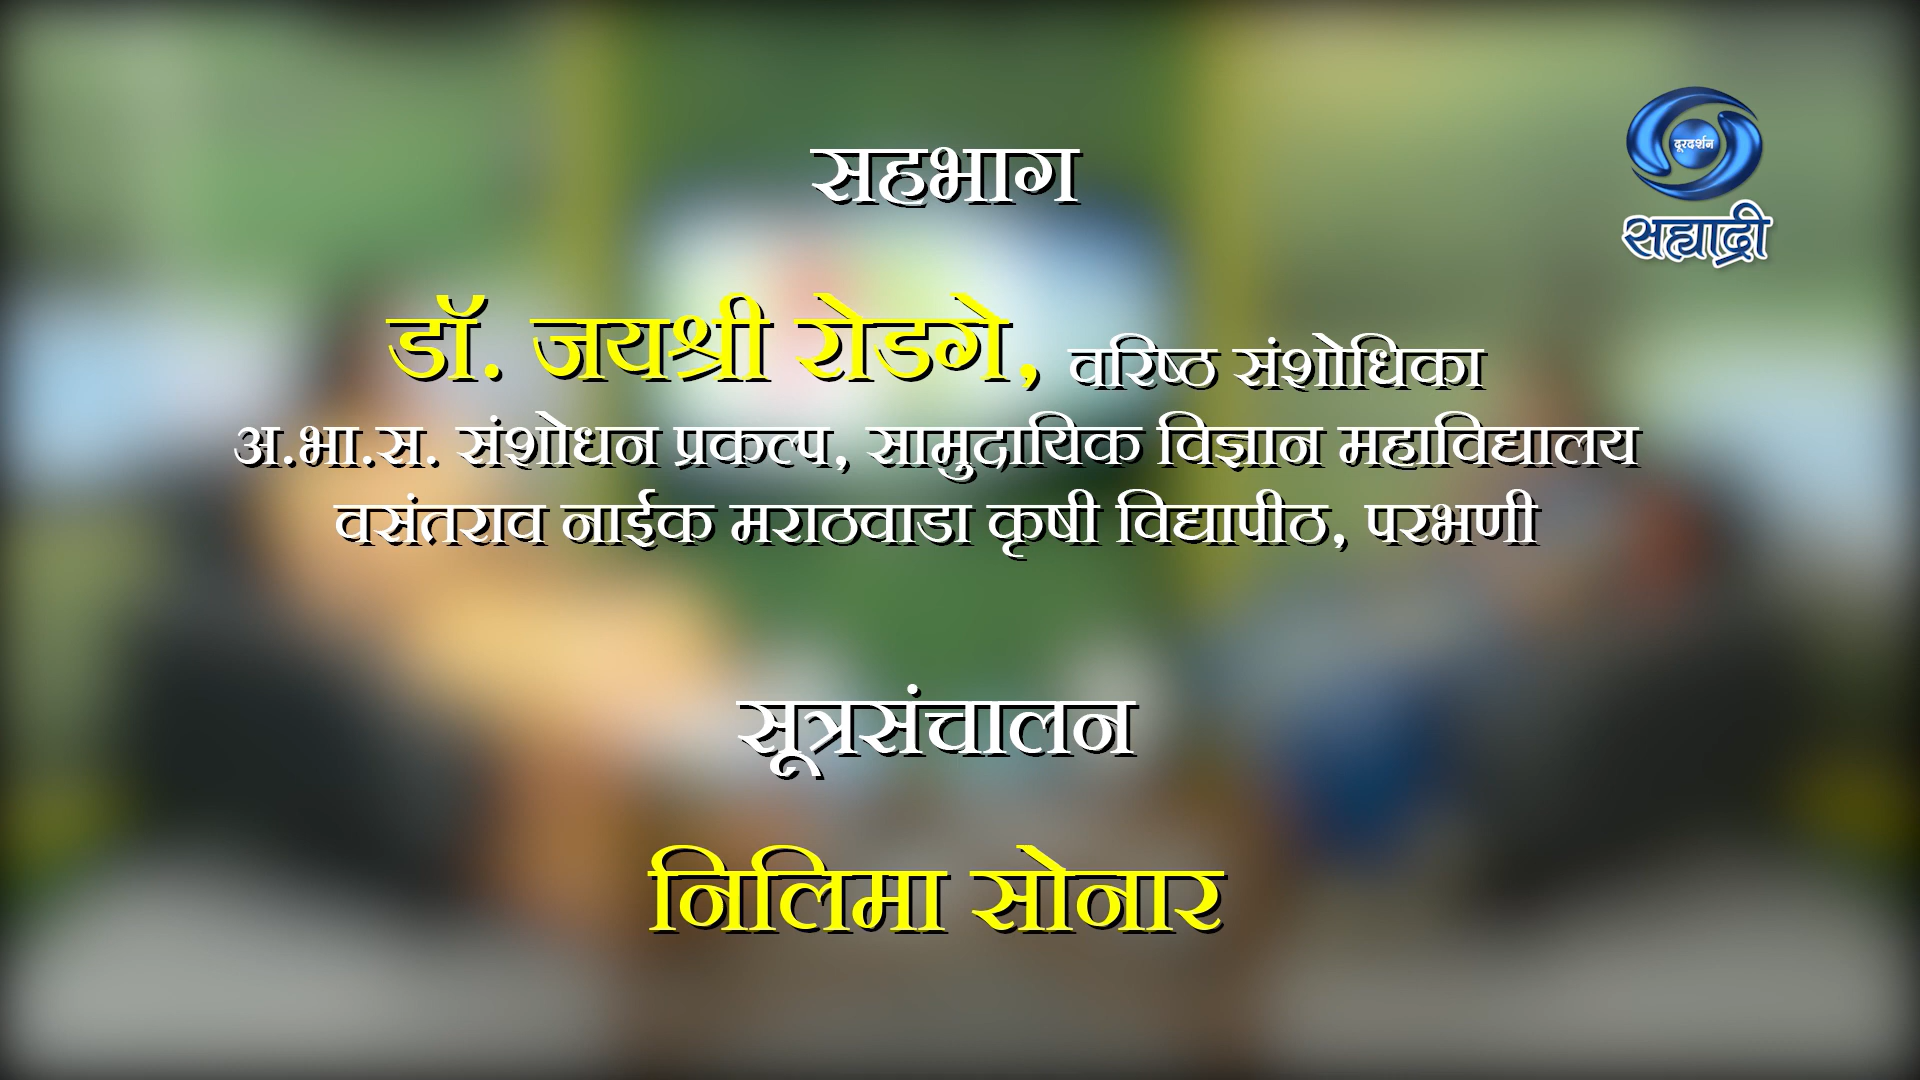 सहभाग
दूरदर्शन
सह्याद्री
डॉ. जयश्री रोडगे, वरिष्ठ संशोधिका
अ.भा.स. संशोधन प्रकल्प, सामुदायिक विज्ञान महाविद्यालय
वसंतराव नाईक मराठवाडा कृषी विद्यापीठ, परभणी
सूत्रसंचालन
निलिमा सोनार